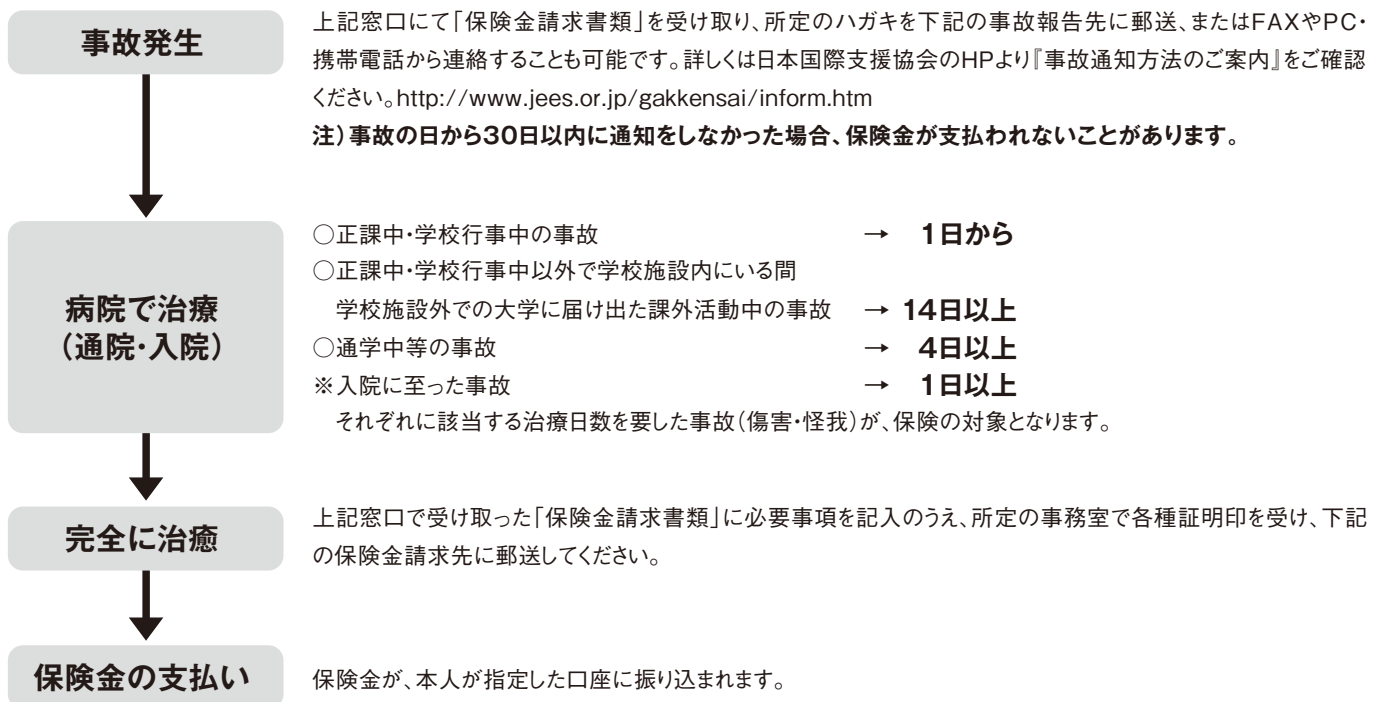 事故発生
上記窓口にて「保険金請求書類」を受け取り、所定のハガキを下記の事故報告先に郵送、またはFAXやPC・
携帯電話から連絡することも可能です。詳しくは日本国際支援協会のHPより『事故通知方法のご案内』をご確認
ください。http://www.jees.or.jp/gakkensai/inform.htm
注）事故の日から30日以内に通知をしなかった場合、保険金が支払われないことがあります。
病院で治療
（通院・入院）
○正課中・学校行事中の事故 → 1日から
○正課中・学校行事中以外で学校施設内にいる間
学校施設外での大学に届け出た課外活動中の事故 → 14日以上
○通学中等の事故 → 4日以上
※入院に至った事故 → 1日以上
それぞれに該当する治療日数を要した事故（傷害・怪我）が、保険の対象となります。
完全に治癒
上記窓口で受け取った「保険金請求書類」に必要事項を記入のうえ、所定の事務室で各種証明印を受け、下記
の保険金請求先に郵送してください。
保険金の支払い
保険金が、本人が指定した口座に振り込まれます。